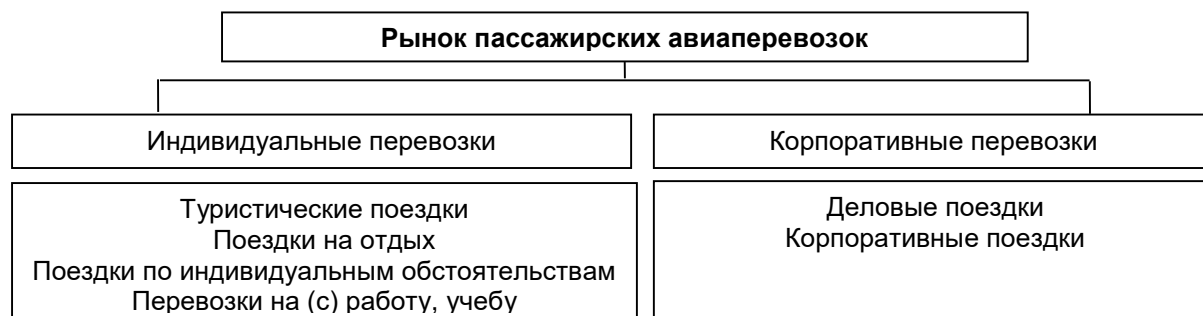 Рынок пассажирских авиаперевозок
Индивидуальные перевозки
Корпоративные перевозки
Туристические поездки
Поездки на отдых
Поездки по индивидуальным обстоятельствам
Перевозки на (с) работу, учебу
Деловые поездки
Корпоративные поездки